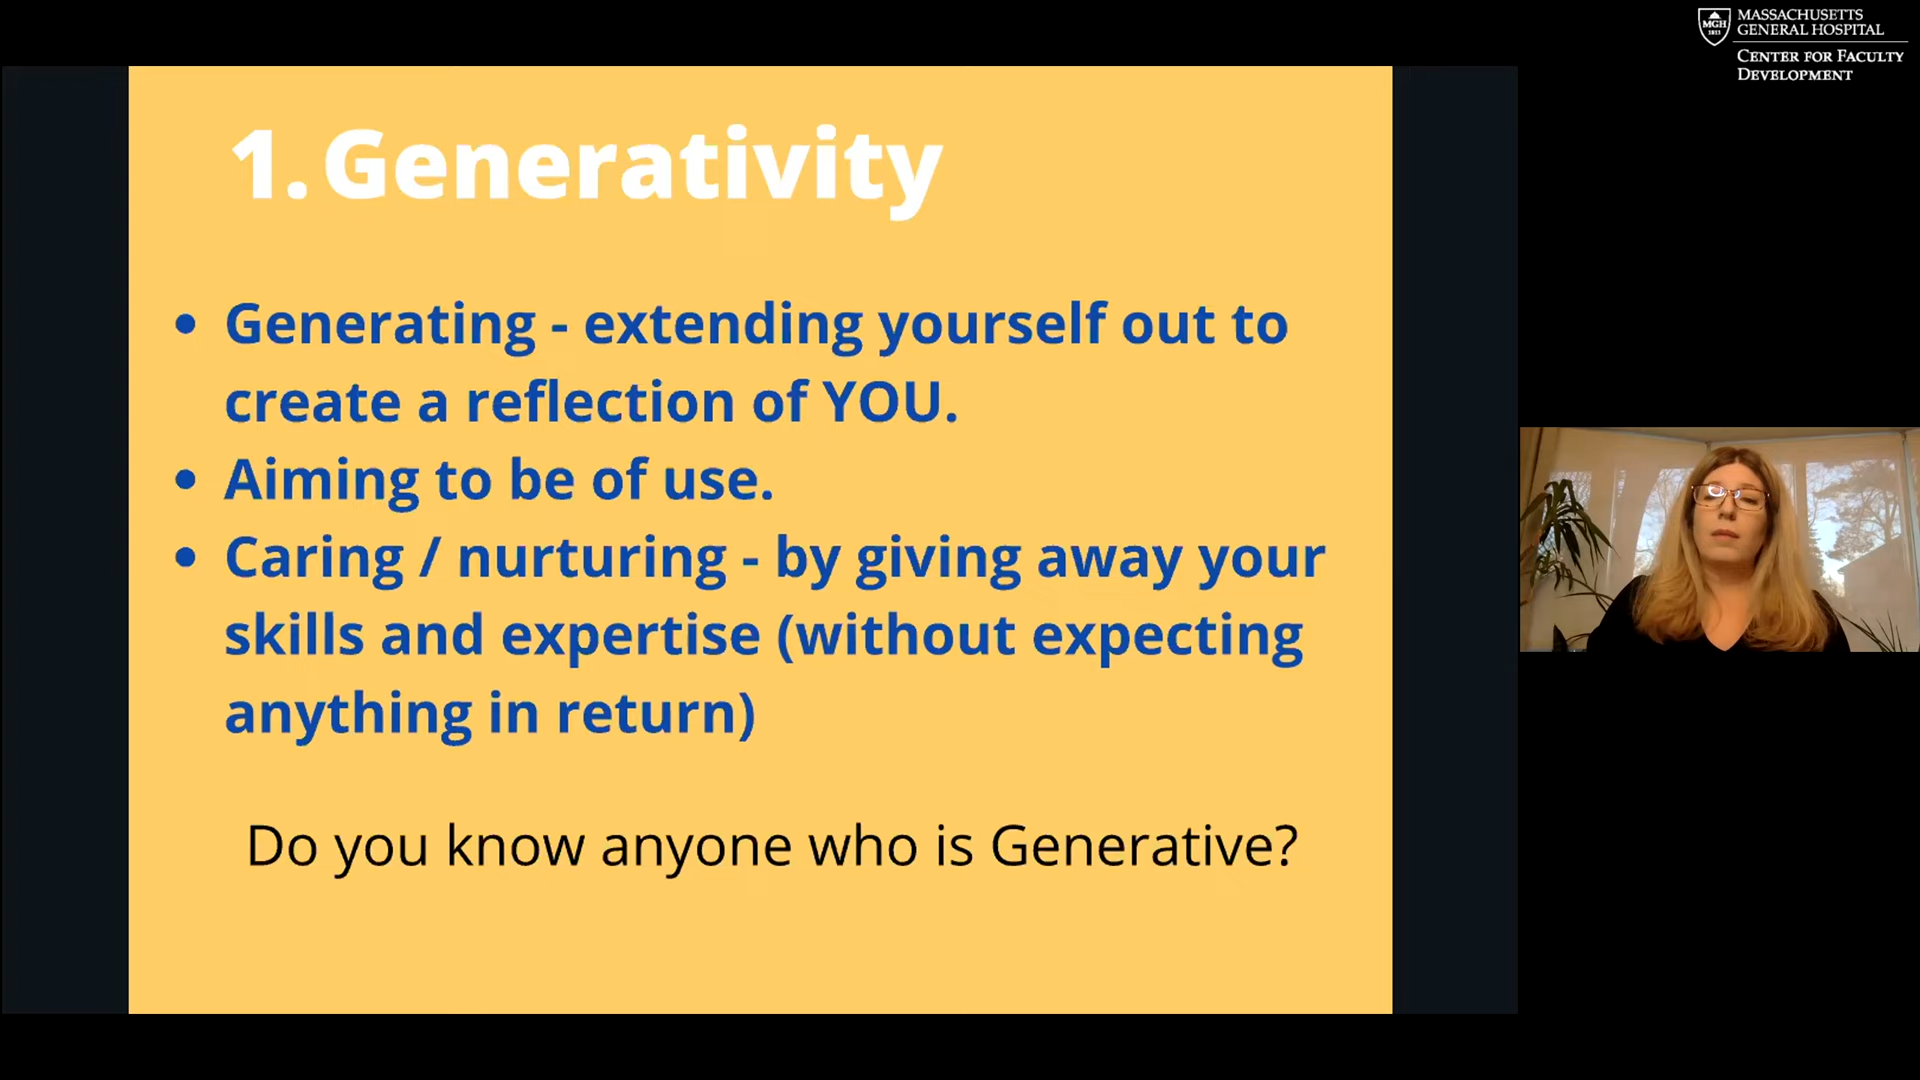 MASSACHUSETTS
GENERAL HOSPITAL
MGH
1811
CENTER FOR FACULTY
DEVELOPMENT
1. Generativity
• Generating - extending yourself out to
create a reflection of YOU.
• Aiming to be of use.
• Caring / nurturing - by giving away your
skills and expertise (without expecting
anything in return)
Do you know anyone who is Generative?